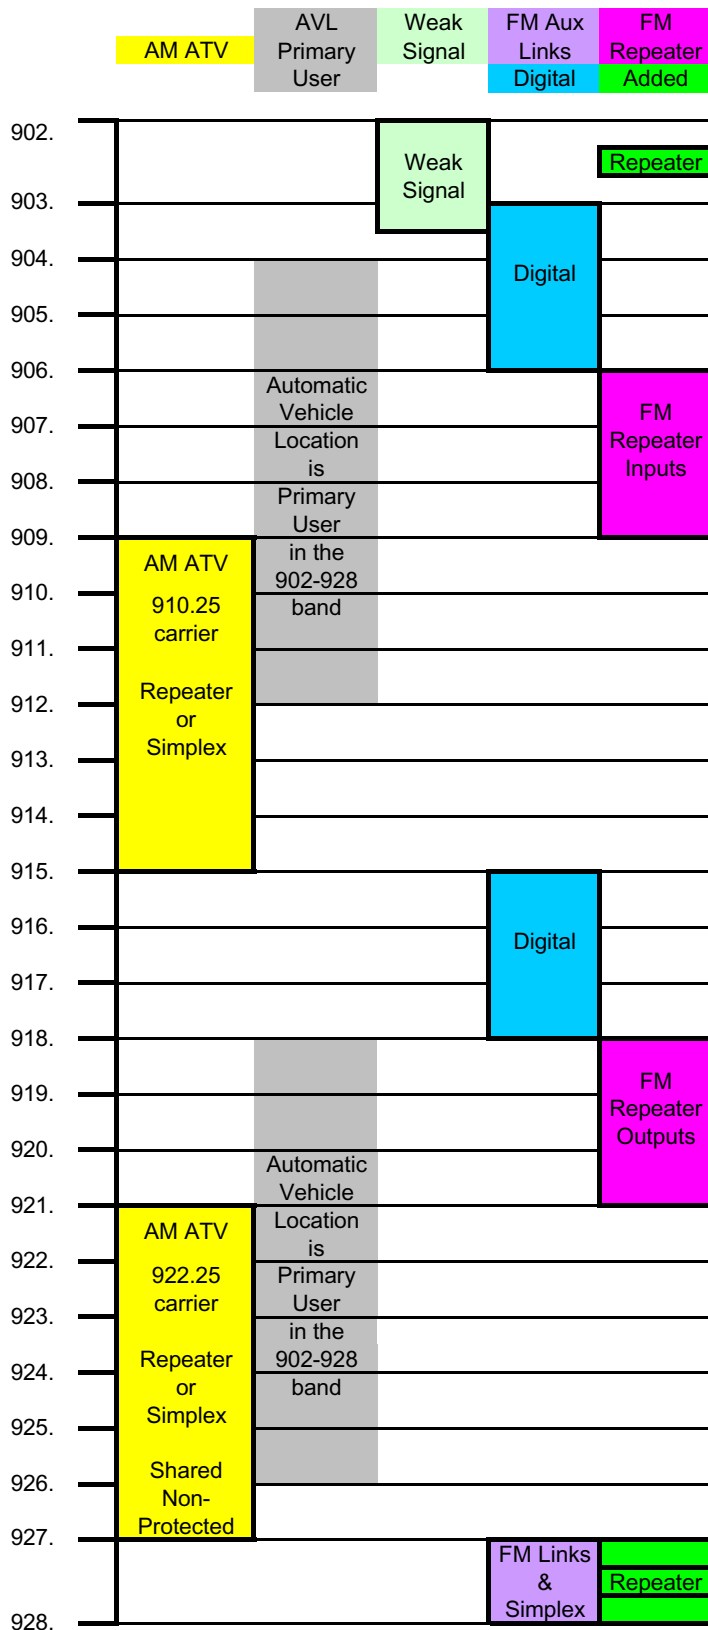 AM ATV
AVL
Primary
User
Weak
Signal
FM Aux
Links
Digital
FM
Repeater
Added
902.
Weak
Signal
Repeater
903.
904.
Digital
905.
906.
Automatic
Vehicle
Location
is
Primary
User
in the
902-928
band
FM
Repeater
Inputs
907.
908.
909.
AM ATV
910.25
carrier
Repeater
or
Simplex
910.
911.
912.
913.
914.
915.
916.
Digital
917.
918.
919.
FM
Repeater
Outputs
920.
Automatic
Vehicle
Location
is
Primary
User
in the
902-928
band
921.
AM ATV
922.25
carrier
Repeater
or
Simplex
Shared
Non-
Protected
922.
923.
924.
925.
926.
927.
FM Links
&
Simplex
Repeater
928.